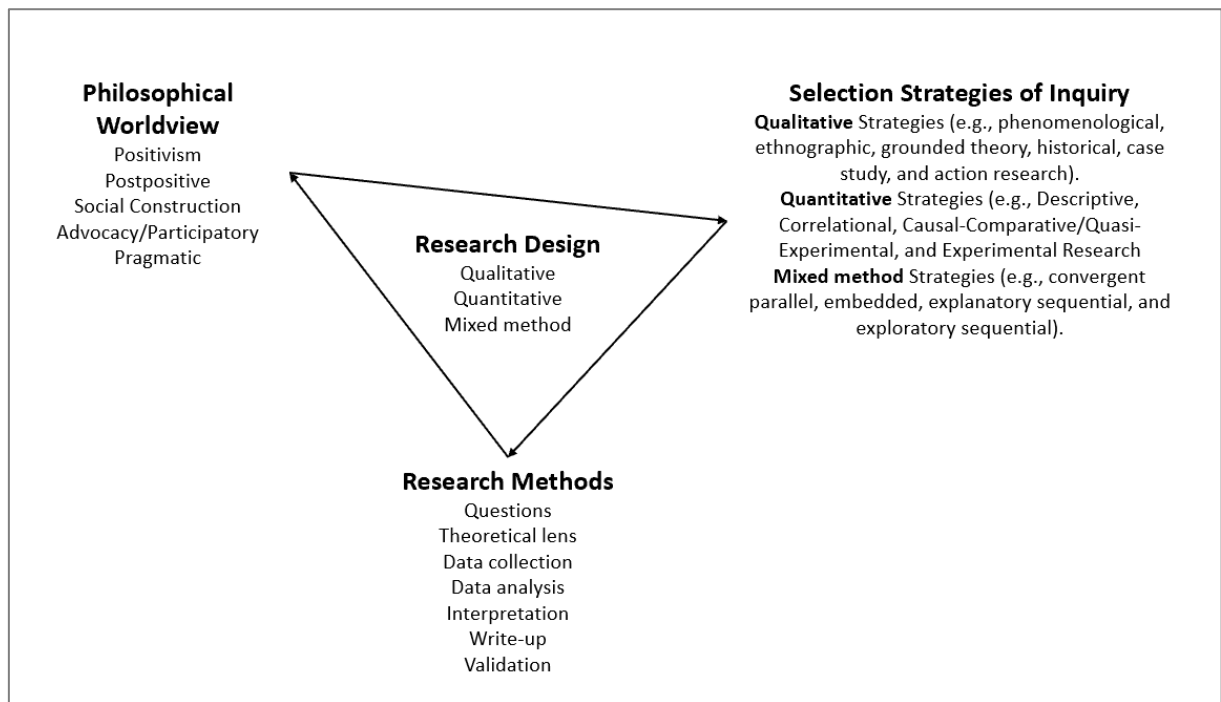 Philosophical
Worldview
Positivism
Postpositive
Social Construction
Advocacy/Participatory
Pragmatic
Selection Strategies of Inquiry
Qualitative Strategies (e.g., phenomenological,
ethnographic, grounded theory, historical, case
study, and action research).
Quantitative Strategies (e.g., Descriptive,
Correlational, Causal-Comparative/Quasi-
Experimental, and Experimental Research
Mixed method Strategies (e.g., convergent
parallel, embedded, explanatory sequential, and
exploratory sequential).
Research Design
Qualitative
Quantitative
Mixed method
Research Methods
Questions
Theoretical lens
Data collection
Data analysis
Interpretation
Write-up
Validation